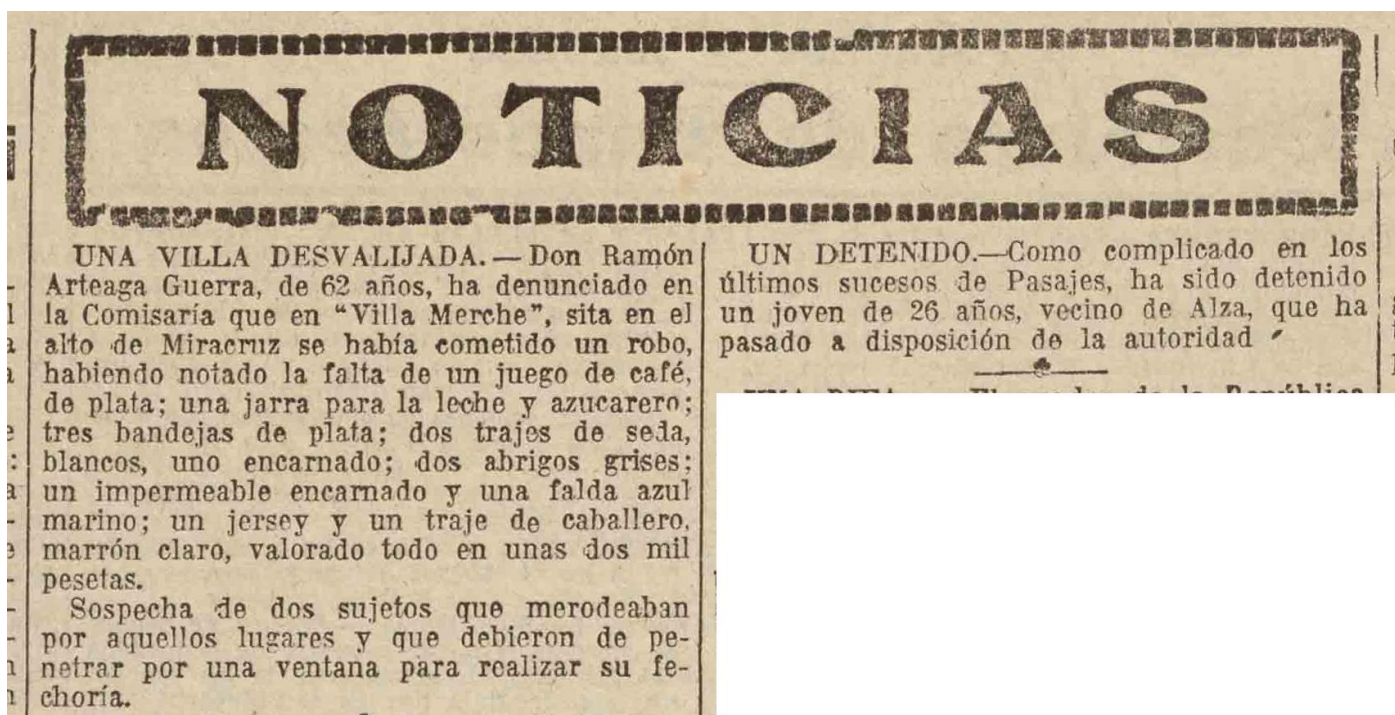 NOTICIAS
UNA VILLA DESVALIJADA.—Don Ramón
Arteaga Guerra, de 62 años, ha denunciado en
la Comisaría que en “Villa Merche”, sita en el
alto de Miracruz se había cometido un robo,
habiendo notado la falta de un juego de café,
de plata; una jarra para la leche y azucarero;
tres bandejas de plata; dos trajes de seda,
blancos, uno encarnado; dos abrigos grises;
un impermeable encarnado y una falda azul
marino; un jersey y un traje de caballero,
marrón claro, valorado todo en unas dos mil
pesetas.
Sospecha de dos sujetos que merodeaban
por aquellos lugares y que debieron de pe-
netrar por una ventana para realizar su fe-
choría.
UN DETENIDO.—Como complicado en los
últimos sucesos de Pasajes, ha sido detenido
un joven de 26 años, vecino de Alza, que ha
pasado a disposición de la autoridad